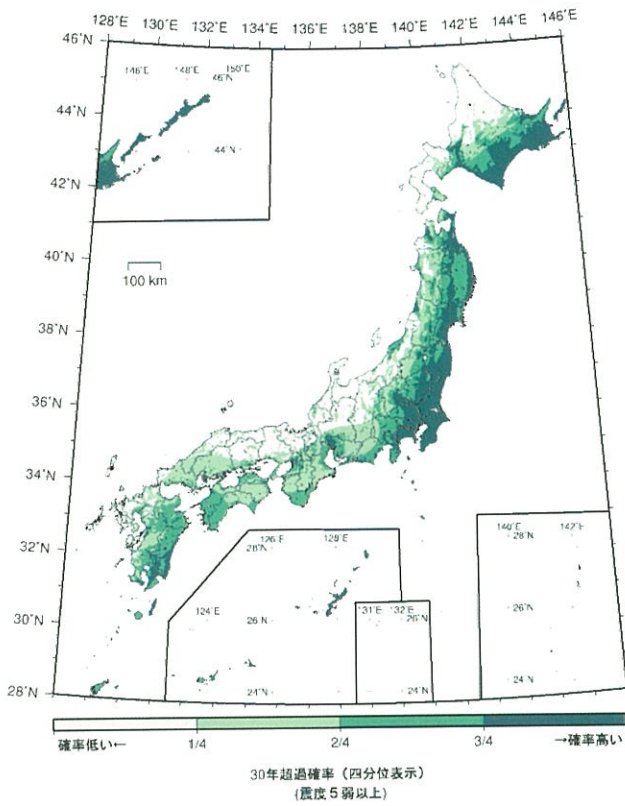 128°E 130°E 132°E 134°E 136°E 138°E 140°E 142°E 144°E 146°E
46°N
146°E 148°E 150°E
46°N
44°N
44°N
42°N
40°N
100 km
38°N
36°N
34°N
32°N
126°E 128°E
28°N
140°E 142°E
28°N
30°N
124°E
26°N
131°E 132°E
26°N
26°N
28°N
24°N
24°N
24°N
確率低い← 1/4 2/4 3/4 →確率高い
30年超過確率（四分位表示）
(震度5弱以上)